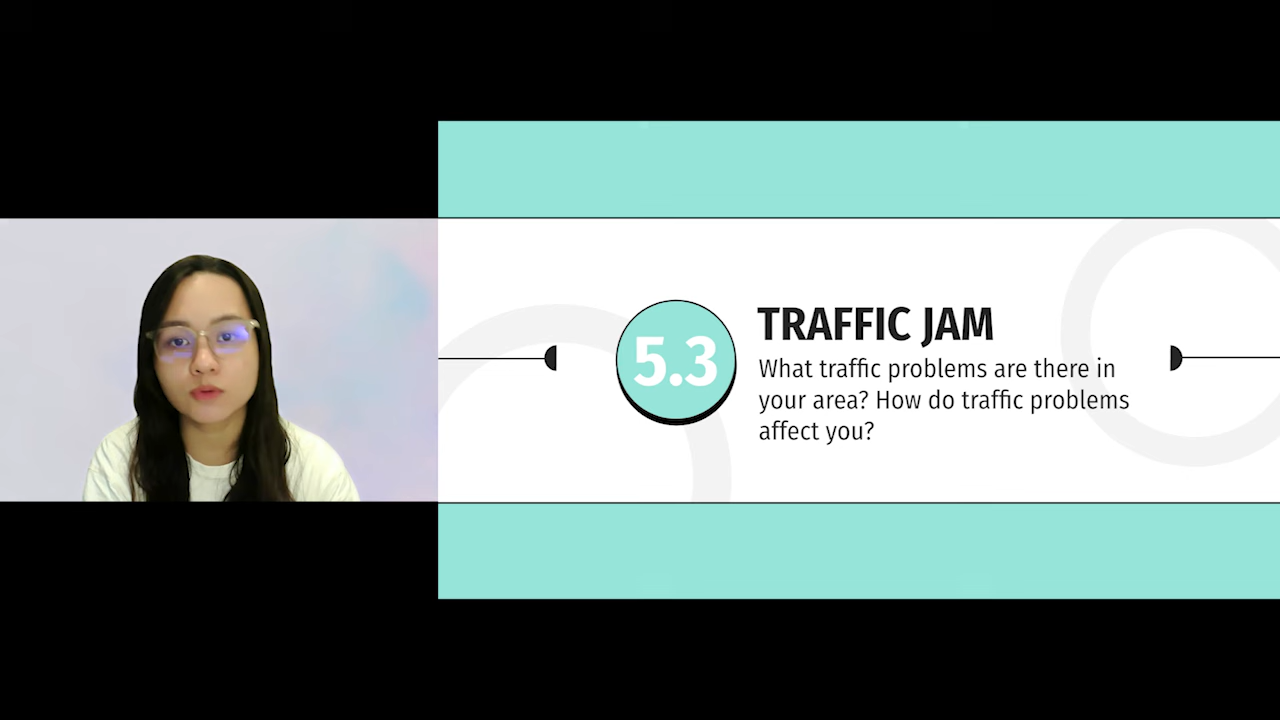 5.3
TRAFFIC JAM
What traffic problems are there in
your area? How do traffic problems
affect you?